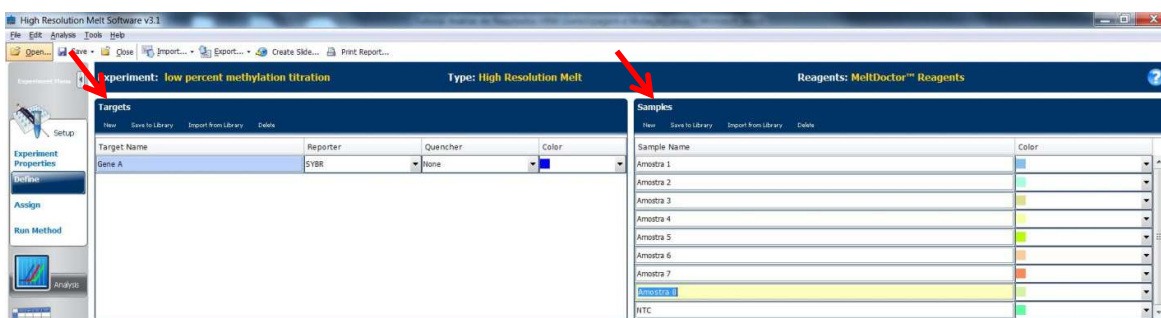 High Resolution Melt Software v3.1
File Edit Analysis Tools Help
Open... Save Close Import... Export... Create Slide... Print Report...
Experiment: low percent methylation titration Type: High Resolution Melt Reagents: MeltDoctor™ Reagents ?
Setup
Experiment Properties
Define
Assign
Run Method
Analysis
Targets
New Save to Library Import from Library Delete
Target Name Reporter Quencher Color
Gene A SYBR None
Samples
New Save to Library Import from Library Delete
Sample Name Color
Amostra 1
Amostra 2
Amostra 3
Amostra 4
Amostra 5
Amostra 6
Amostra 7
Amostra 8
NTC